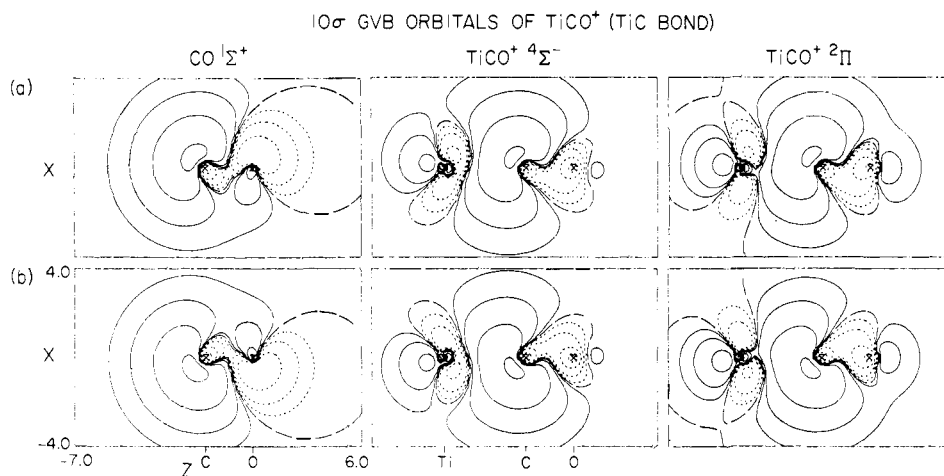 10σ GVB ORBITALS OF TiCO⁺ (TiC BOND)
CO ¹Σ⁺ TiCO⁺ ⁴Σ⁻ TiCO⁺ ²Π
(a)
X
(b) 4.0
X
-4.0
-7.0 Z C O 6.0 Ti C O